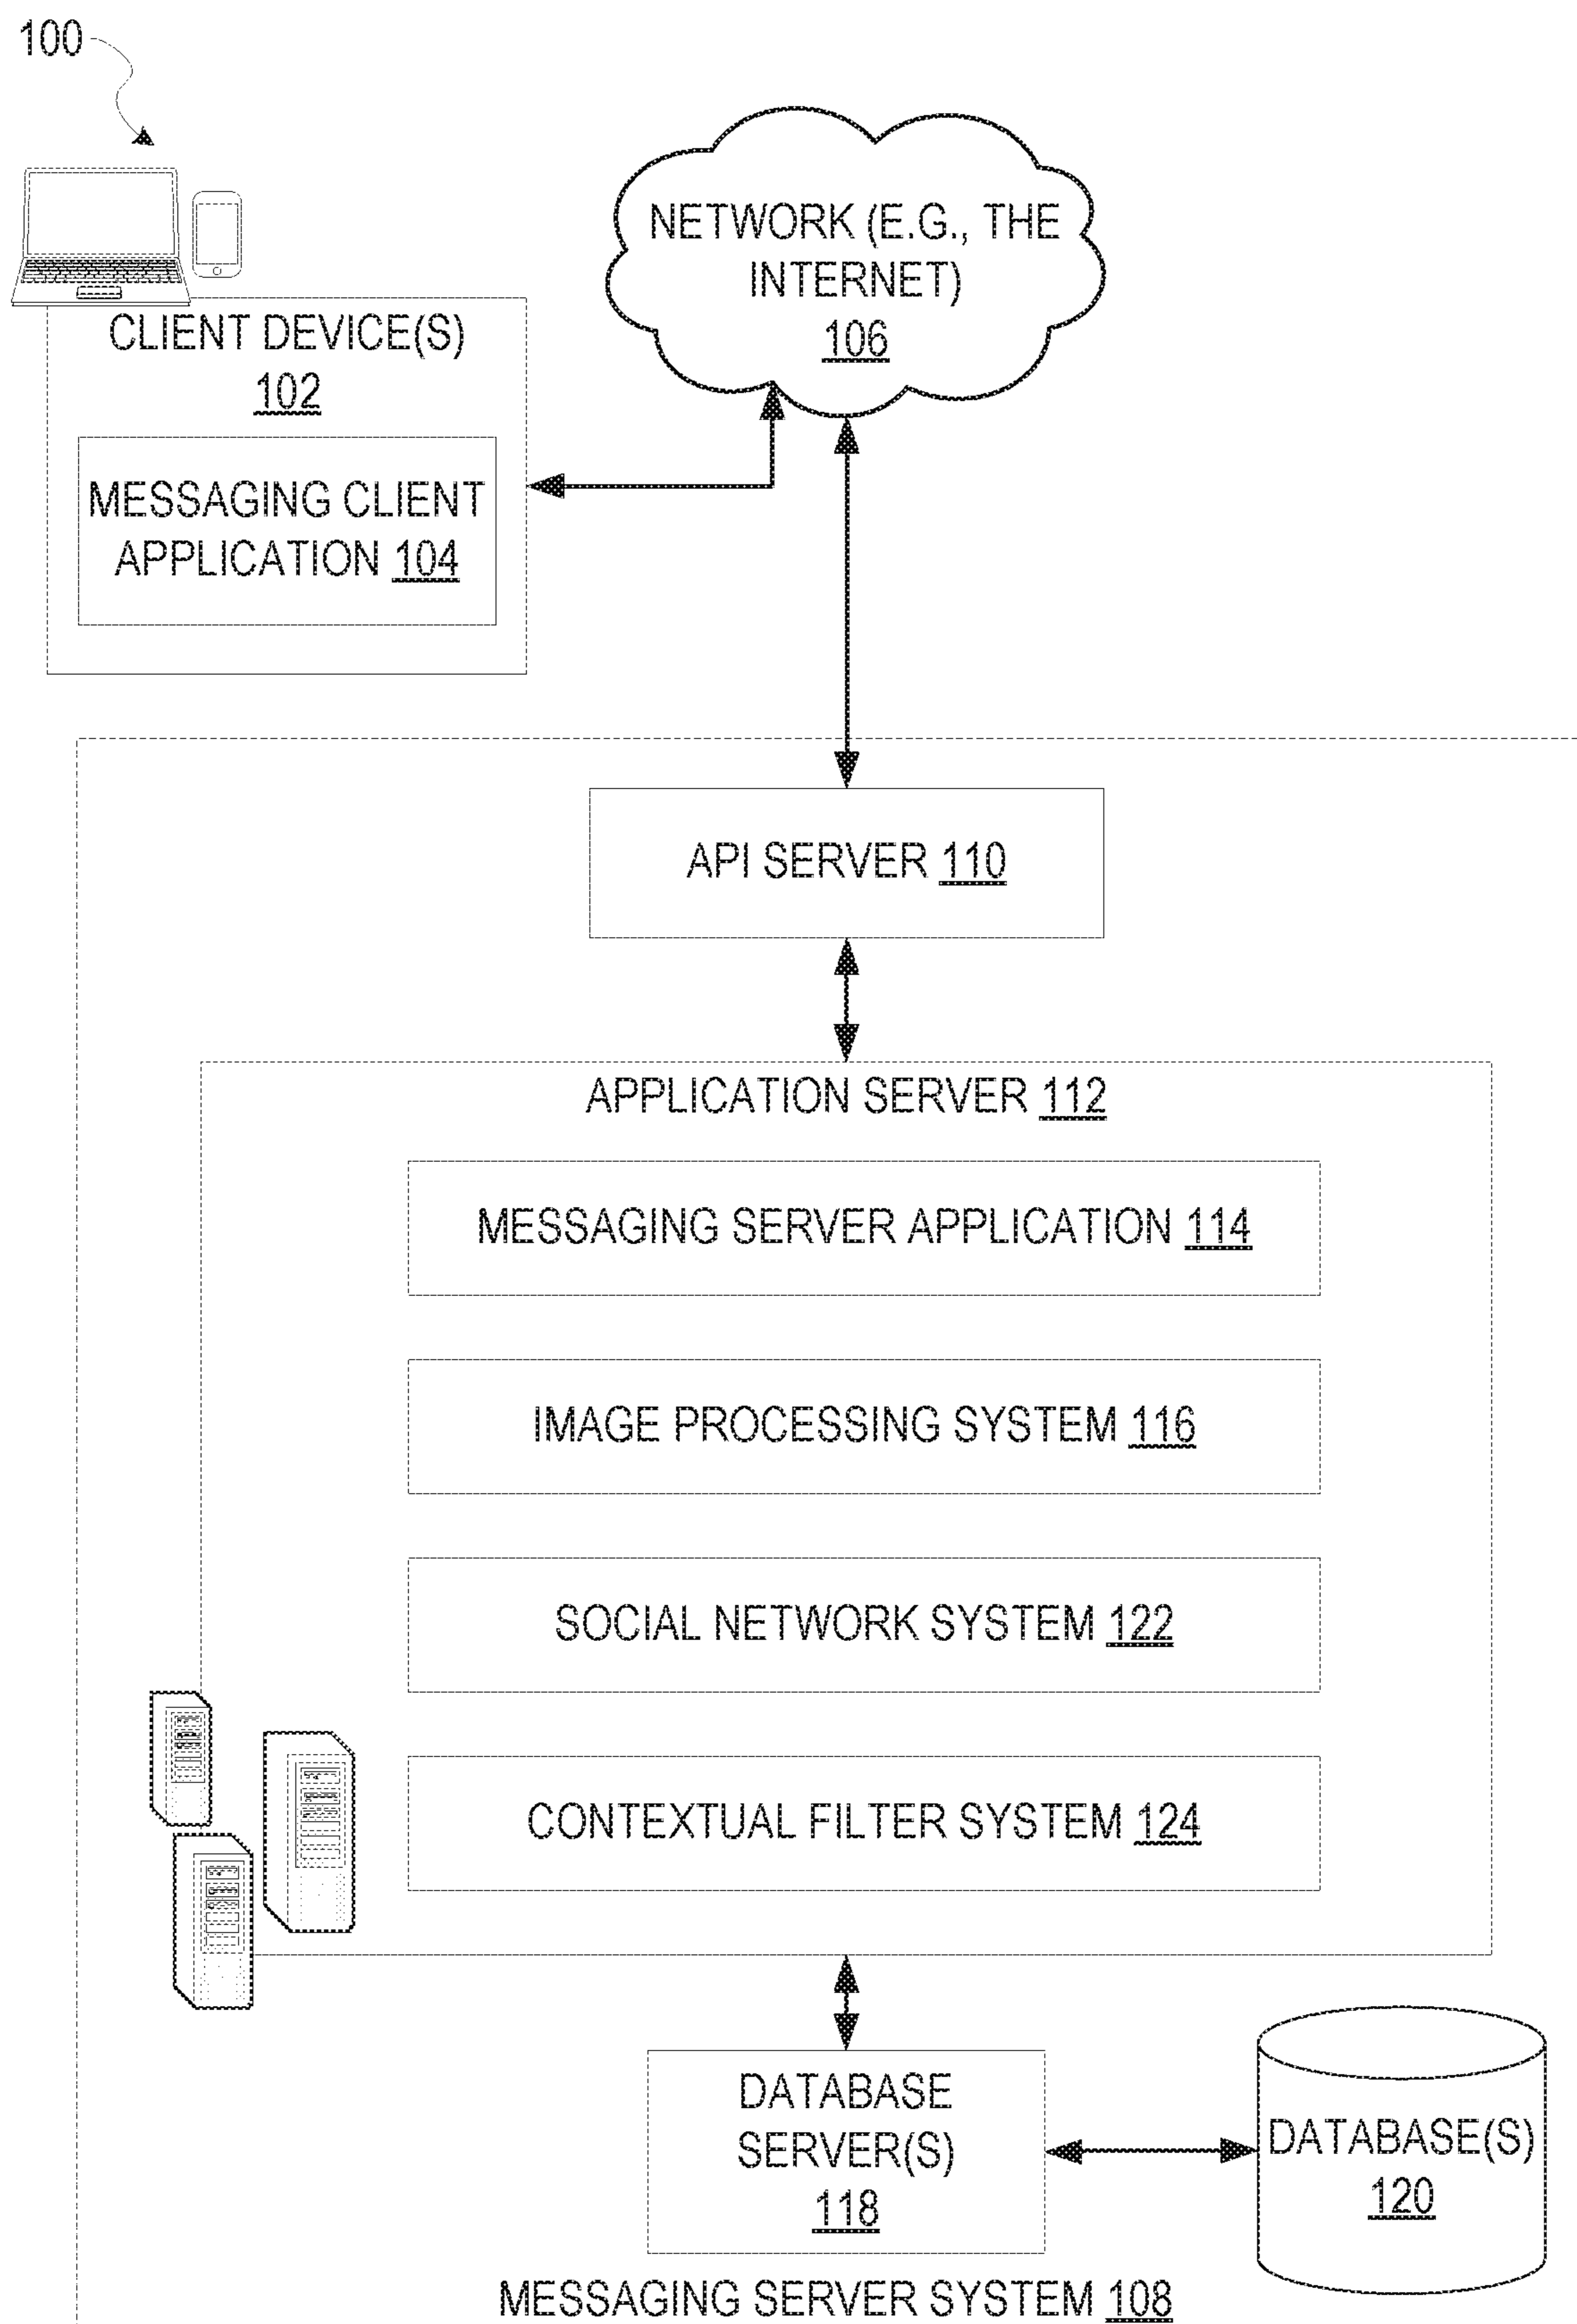 100
NETWORK (E.G., THE
INTERNET)
106
CLIENT DEVICE(S)
102
MESSAGING CLIENT
APPLICATION 104
API SERVER 110
APPLICATION SERVER 112
MESSAGING SERVER APPLICATION 114
IMAGE PROCESSING SYSTEM 116
SOCIAL NETWORK SYSTEM 122
CONTEXTUAL FILTER SYSTEM 124
DATABASE
SERVER(S)
118
DATABASE(S)
120
MESSAGING SERVER SYSTEM 108